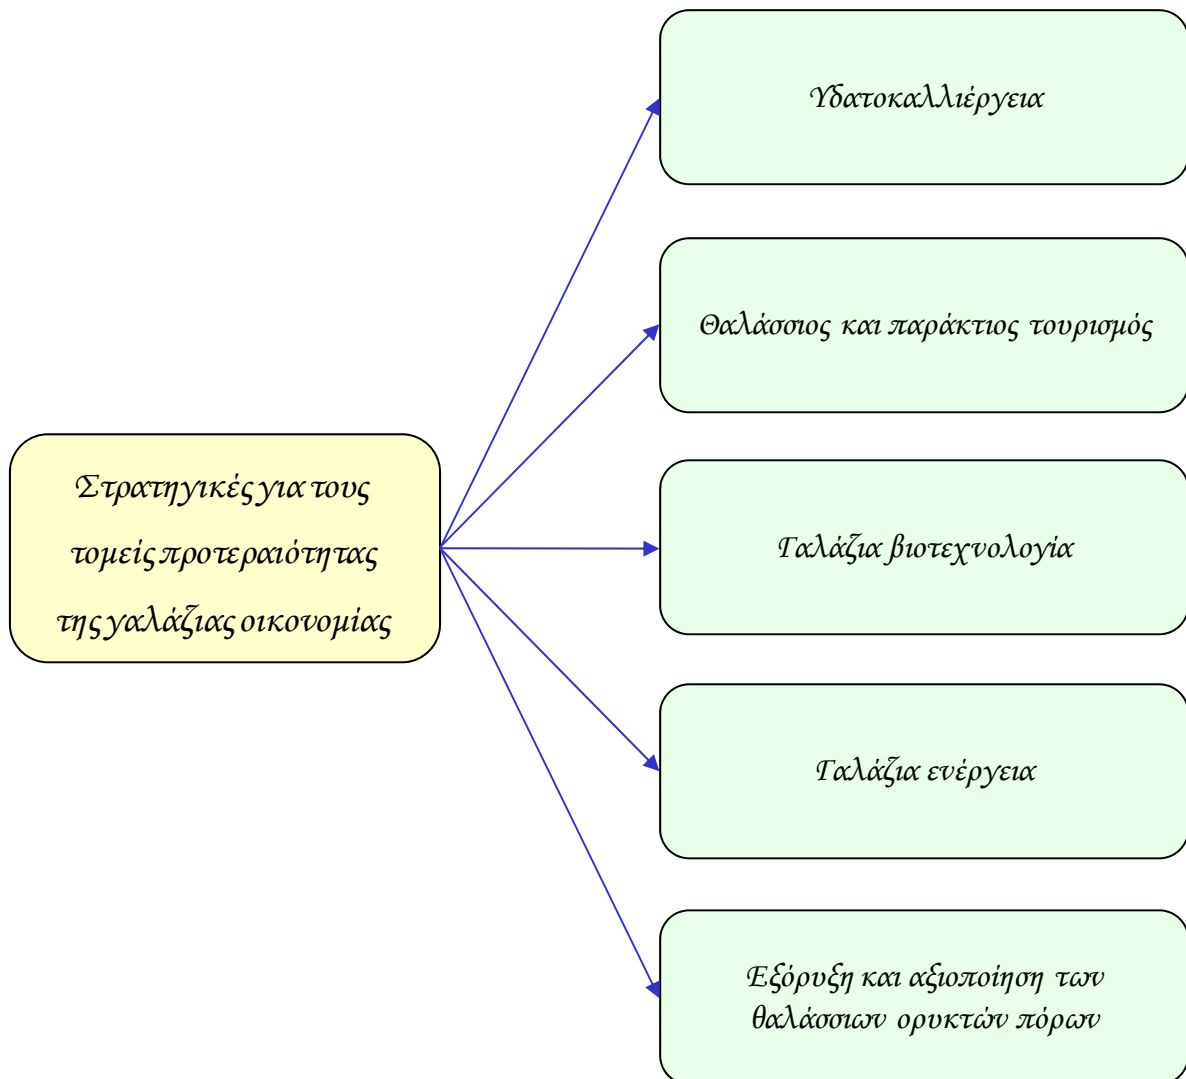 Υδατοκαλλιέργεια
Θαλάσσιος και παράκτιος τουρισμός
Στρατηγικές για τους
τομείς προτεραιότητας
της γαλάζιας οικονομίας
Γαλάζια βιοτεχνολογία
Γαλάζια ενέργεια
Εξόρυξη και αξιοποίηση των
θαλάσσιων ορυκτών πόρων